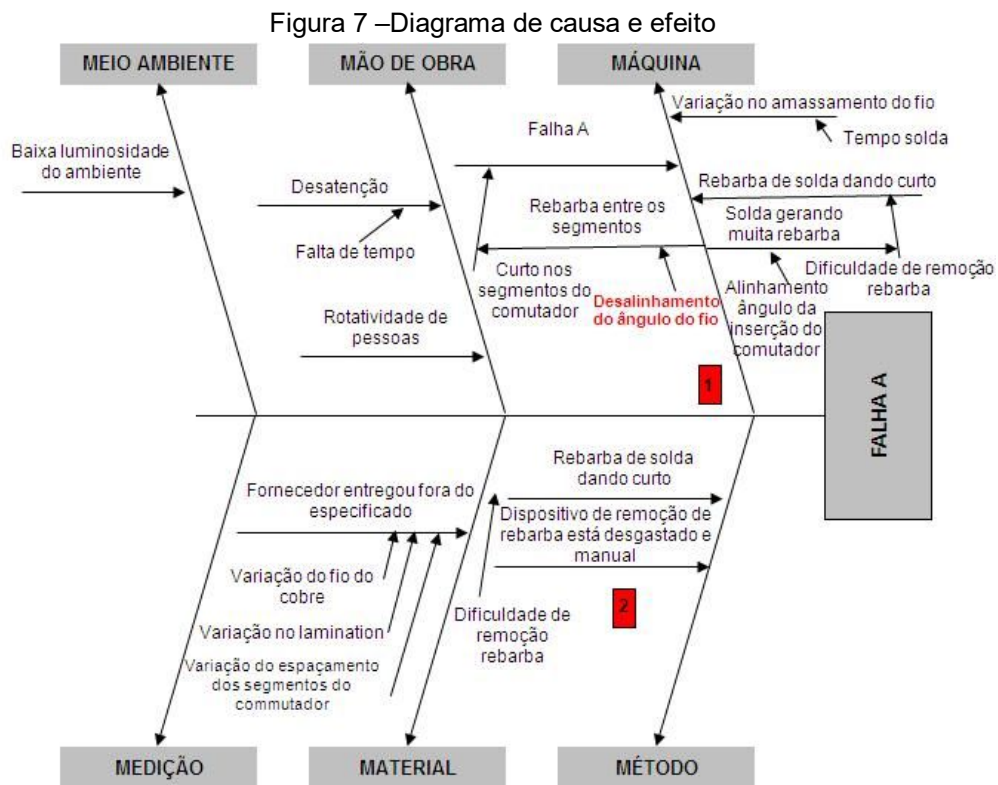 Figura 7 –Diagrama de causa e efeito
MEIO AMBIENTE
MÃO DE OBRA
MÁQUINA
Variação no amassamento do fio
Tempo solda
Falha A
Baixa luminosidade
do ambiente
Desatenção
Falta de tempo
Rebarba de solda dando curto
Rebarba entre os
segmentos
Solda gerando
muita rebarba
Curto nos
segmentos do
comutador
Desalinhamento
do ângulo do fio
Alinhamento
ângulo da
inserção do
comutador
Dificuldade de remoção
rebarba
Rotatividade de
pessoas
1
FALHA A
Fornecedor entregou fora do
especificado
Variação do fio do
cobre
Variação no lamination
Variação do espaçamento
dos segmentos do
commutador
Rebarba de solda
dando curto
Dispositivo de remoção de
rebarba está desgastado e
manual
2
Dificuldade de
remoção
rebarba
MEDIÇÃO
MATERIAL
MÉTODO